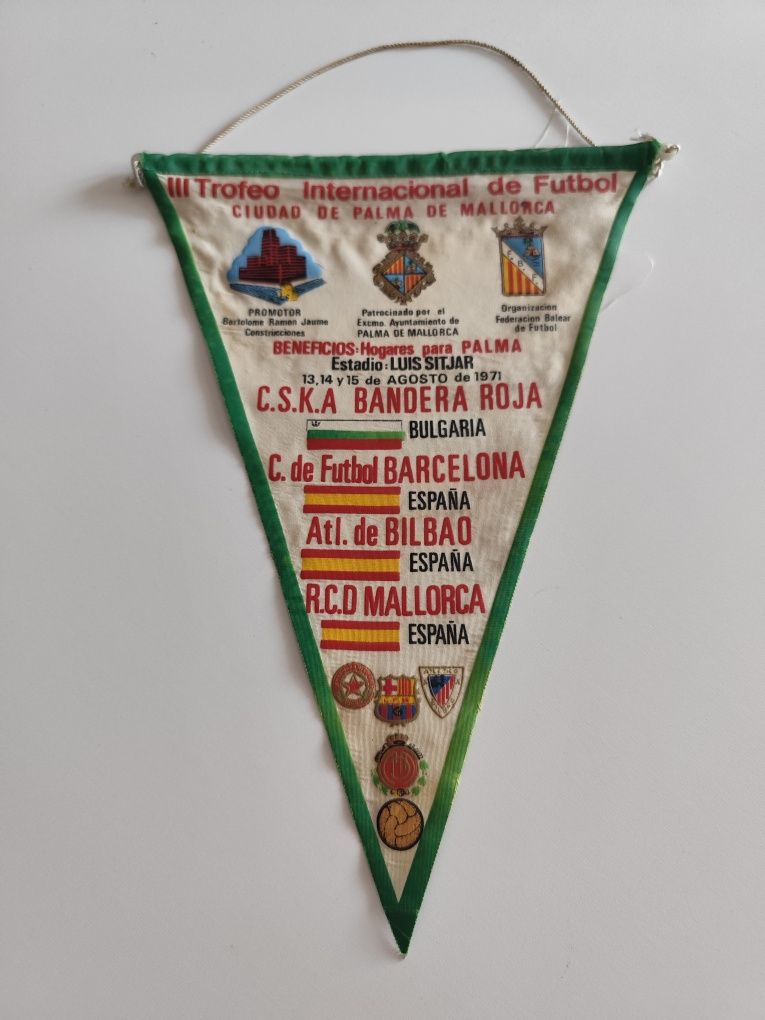 III Trofeo Internacional de Futbol
CIUDAD DE PALMA DE MALLORCA
F. B. F.
PROMOTOR
Bartolome Ramon Jaume
Construcciones
Patrocinado por el
Excmo. Ayuntamiento de
PALMA DE MALLORCA
Organizacion
Federacion Balear
de Futbol
BENEFICIOS: Hogares para PALMA
Estadio: LUIS SITJAR
13, 14 y 15 de AGOSTO de 1971
C.S.K.A BANDERA ROJA
BULGARIA
C. de Futbol BARCELONA
ESPAÑA
Atl. de BILBAO
ESPAÑA
R.C.D MALLORCA
ESPAÑA